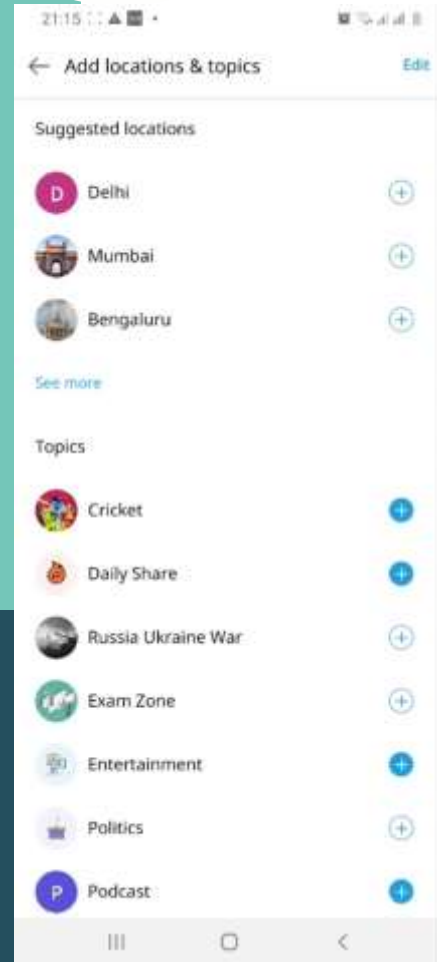 21:15
Add locations & topics
Edit
Suggested locations
D Delhi
Mumbai
Bengaluru
See more
Topics
Cricket
Daily Share
Russia Ukraine War
Exam Zone
Entertainment
Politics
P Podcast